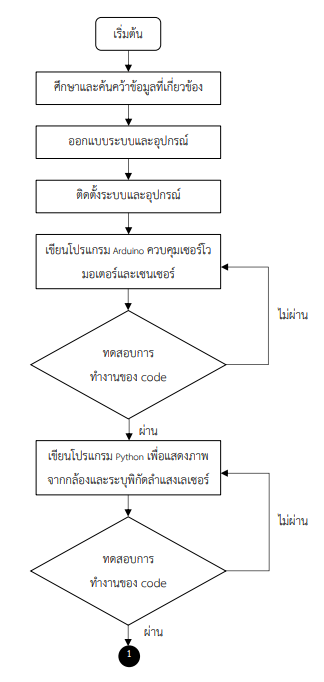 เริ่มต้น
ศึกษาและค้นคว้าข้อมูลที่เกี่ยวข้อง
ออกแบบระบบและอุปกรณ์
ติดตั้งระบบและอุปกรณ์
เขียนโปรแกรม Arduino ควบคุมเซอร์โว
มอเตอร์และเซนเซอร์
ไม่ผ่าน
ทดสอบการ
ทำงานของ code
ผ่าน
เขียนโปรแกรม Python เพื่อแสดงภาพ
จากกล้องและระบุพิกัดลำแสงเลเซอร์
ไม่ผ่าน
ทดสอบการ
ทำงานของ code
ผ่าน
1